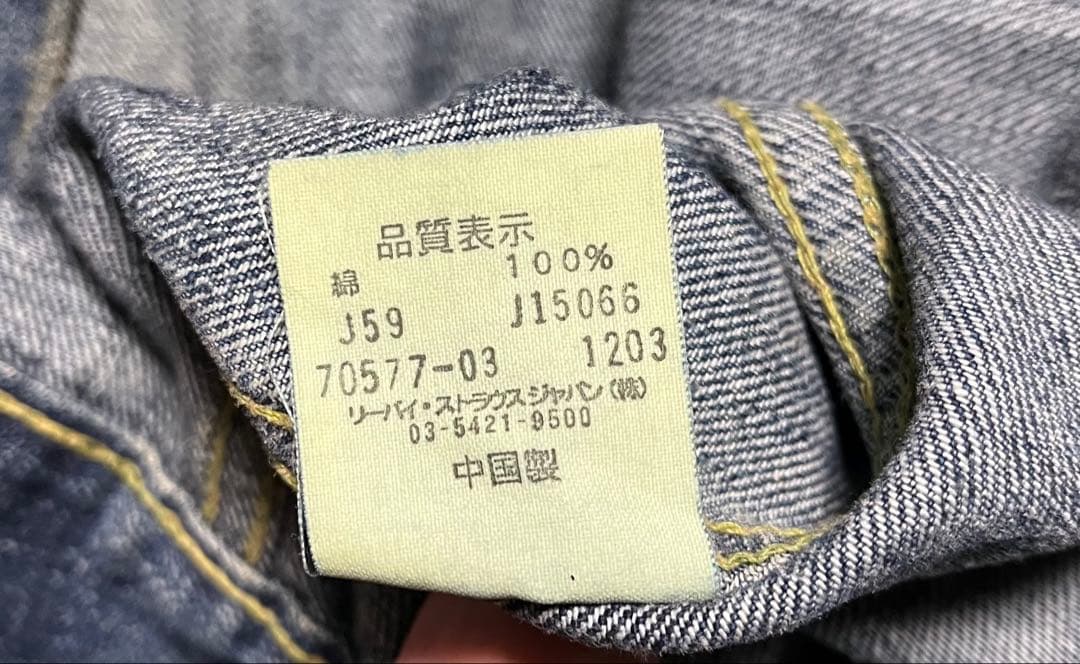 品質表示
綿 100%
J59 J15066
70577-03 1203
リーバイ・ストラウスジャパン(株)
03-5421-9500
中国製